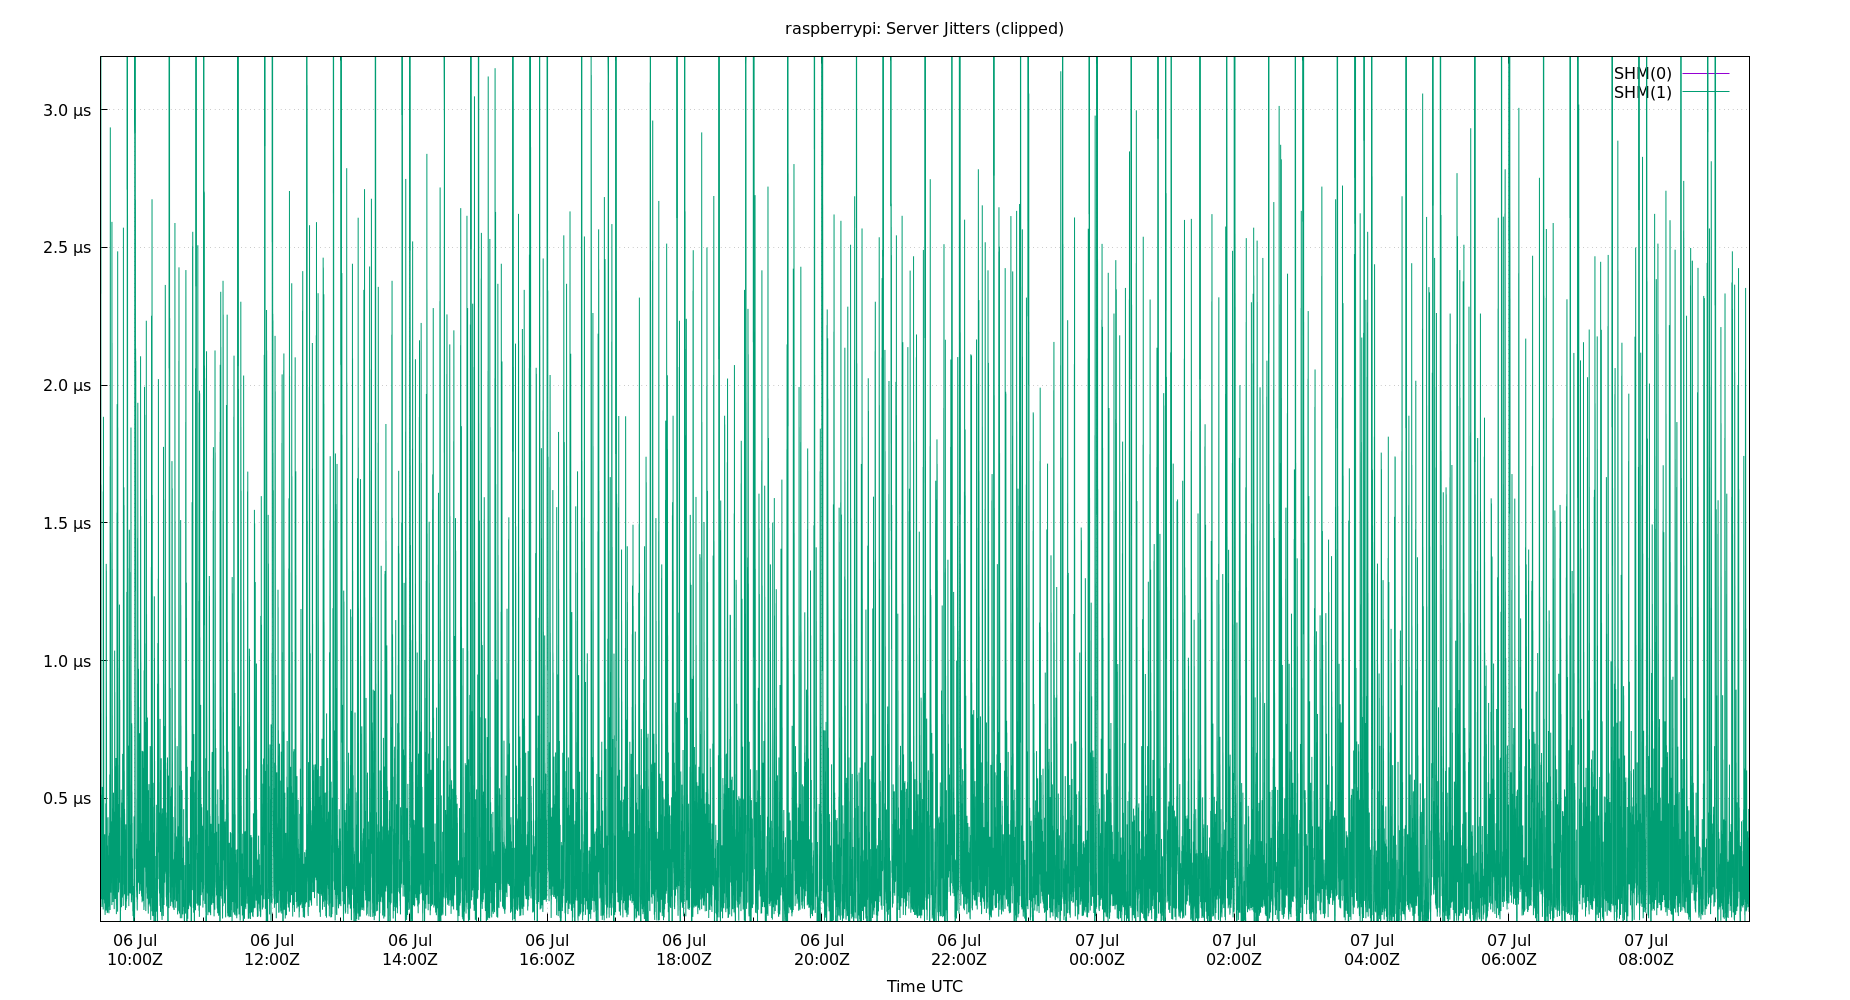 raspberrypi: Server Jitters (clipped)
SHM(0)
SHM(1)
3.0 µs
2.5 µs
2.0 µs
1.5 µs
1.0 µs
0.5 µs
06 Jul 06 Jul 06 Jul 06 Jul 06 Jul 06 Jul 06 Jul 07 Jul 07 Jul 07 Jul 07 Jul 07 Jul
10:00Z 12:00Z 14:00Z 16:00Z 18:00Z 20:00Z 22:00Z 00:00Z 02:00Z 04:00Z 06:00Z 08:00Z
Time UTC